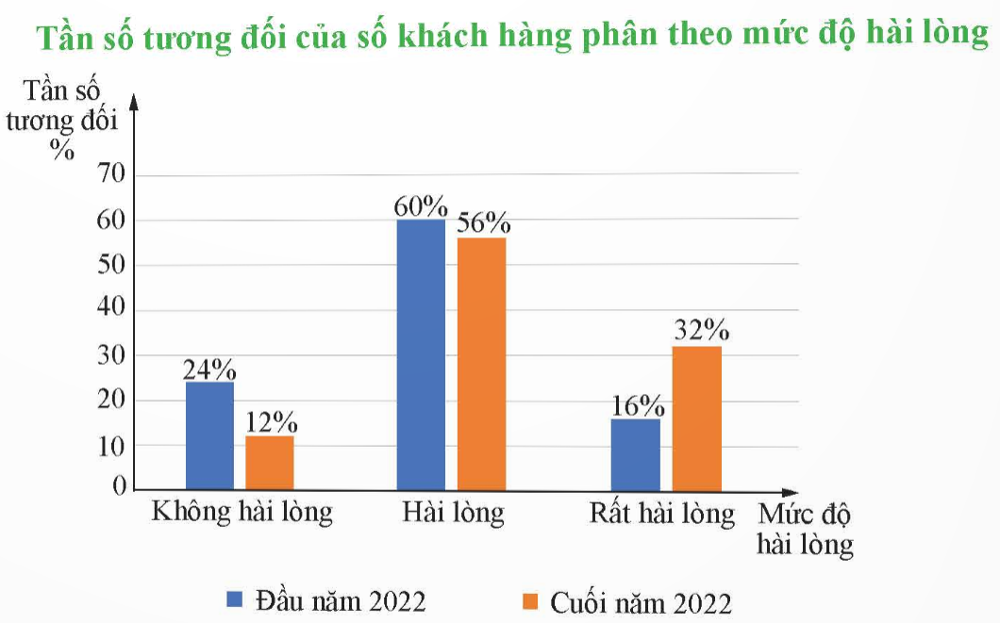 Tần số tương đối của số khách hàng phân theo mức độ hài lòng
Tần số
tương đối
%
70
60
50
40
30
20
10
0
24%
12%
60%
56%
16%
32%
Không hài lòng
Hài lòng
Rất hài lòng
Mức độ
hài lòng
Đầu năm 2022
Cuối năm 2022